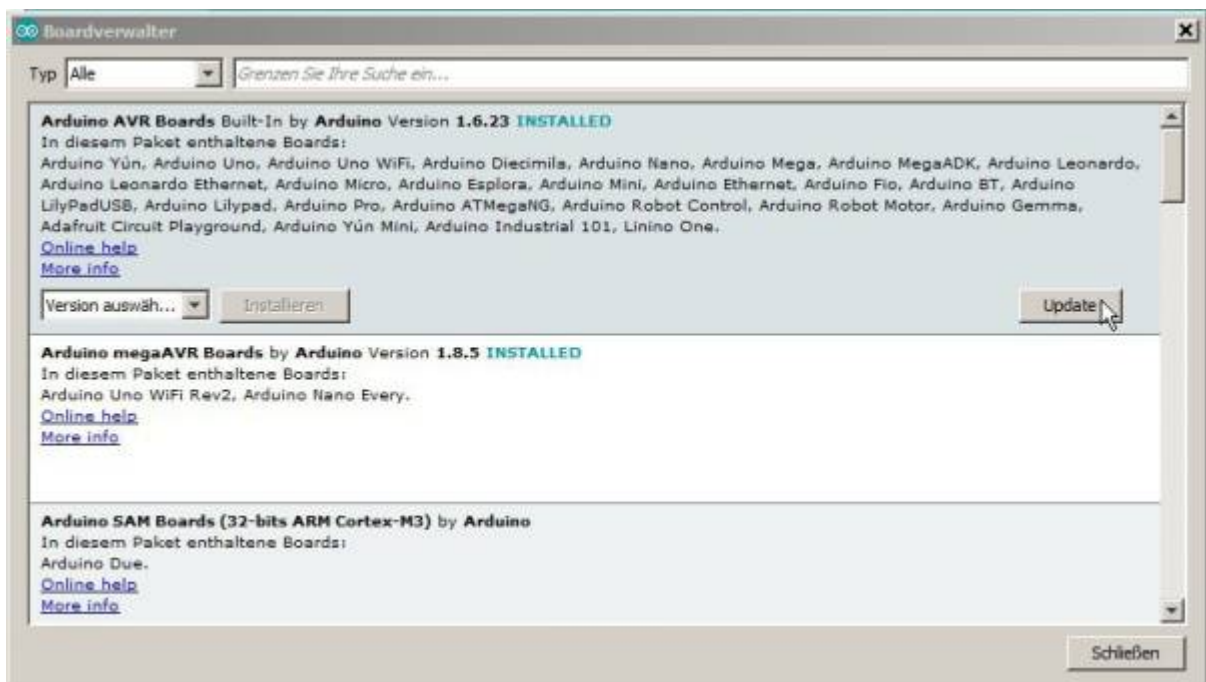 Boardverwalter
Typ Alle Grenzen Sie Ihre Suche ein...
Arduino AVR Boards Built-In by Arduino Version 1.6.23 INSTALLED
In diesem Paket enthaltene Boards:
Arduino Yún, Arduino Uno, Arduino Uno WiFi, Arduino Diecimila, Arduino Nano, Arduino Mega, Arduino MegaADK, Arduino Leonardo,
Arduino Leonardo Ethernet, Arduino Micro, Arduino Esplora, Arduino Mini, Arduino Ethernet, Arduino Fio, Arduino BT, Arduino
LilyPadUSB, Arduino Lilypad, Arduino Pro, Arduino ATMegaNG, Arduino Robot Control, Arduino Robot Motor, Arduino Gemma,
Adafruit Circuit Playground, Arduino Yún Mini, Arduino Industrial 101, Linino One.
Online help
More info
Version auswäh... Installieren Update
Arduino megaAVR Boards by Arduino Version 1.8.5 INSTALLED
In diesem Paket enthaltene Boards:
Arduino Uno WiFi Rev2, Arduino Nano Every.
Online help
More info
Arduino SAM Boards (32-bits ARM Cortex-M3) by Arduino
In diesem Paket enthaltene Boards:
Arduino Due.
Online help
More info
Schließen